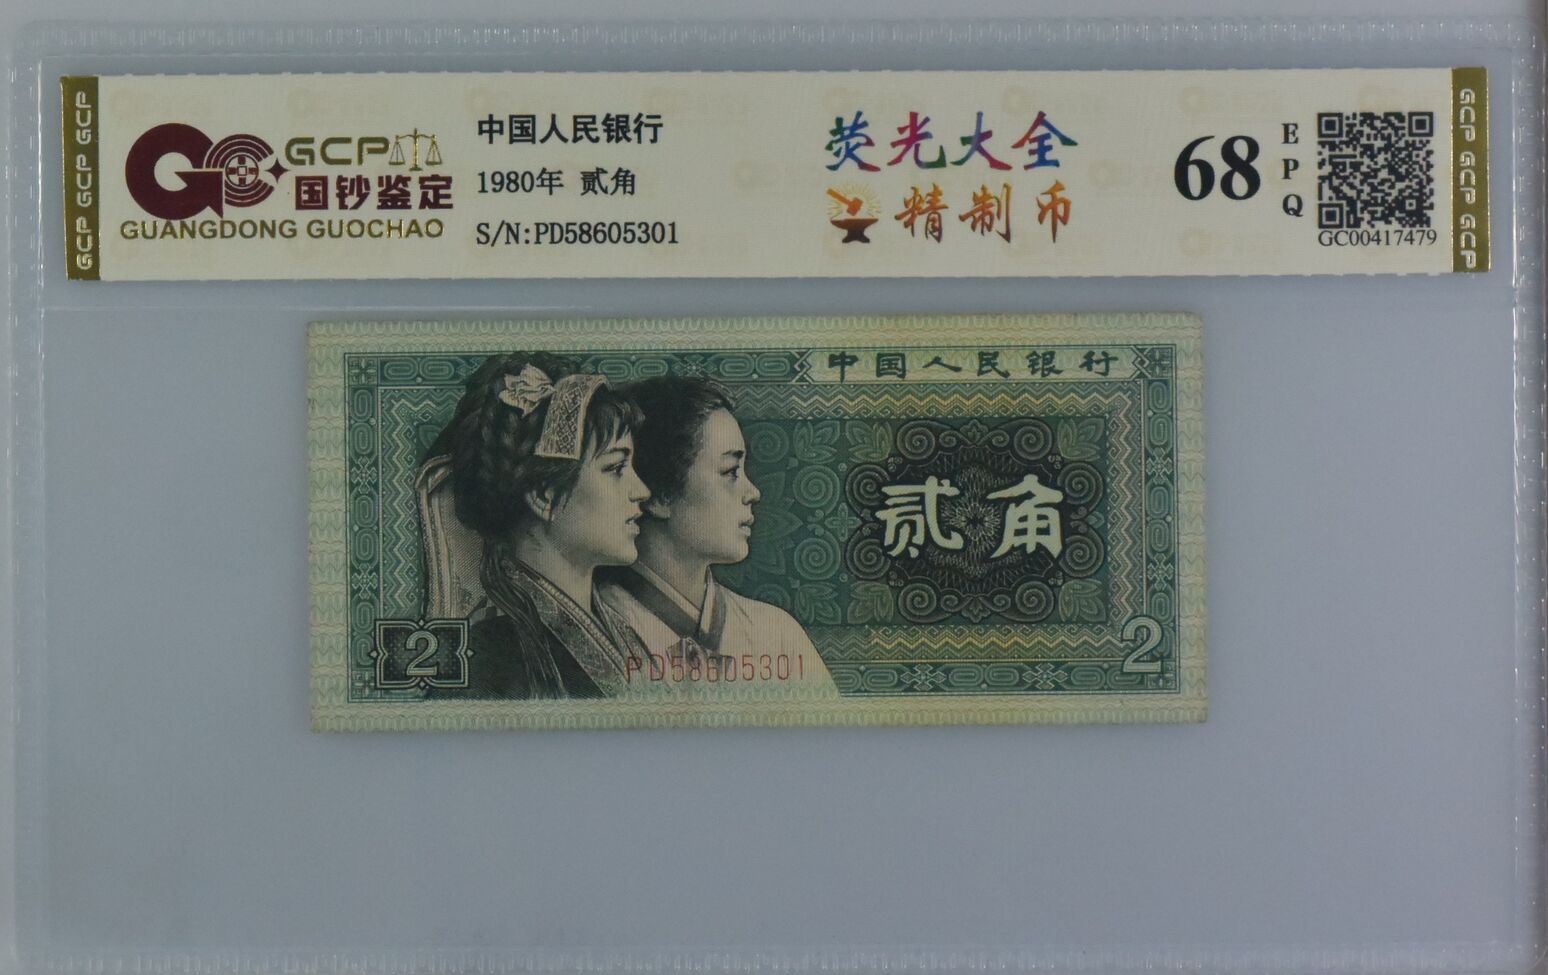 GCP GCP GCP
GCP
国钞鉴定
GUANGDONG GUOCHAO
中国人民银行
1980年 贰角
S/N:PD58605301
荧光大全
精制币
68
EPQ
GC00417479
GCP GCP GCP
中国人民银行
贰角
2
2
PD58605301